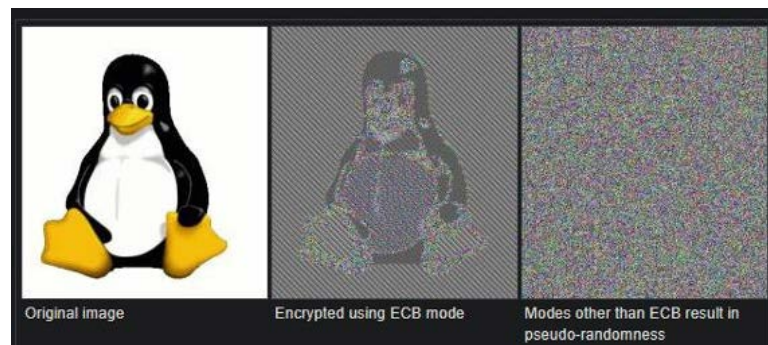 Original image
Encrypted using ECB mode
Modes other than ECB result in
pseudo-randomness